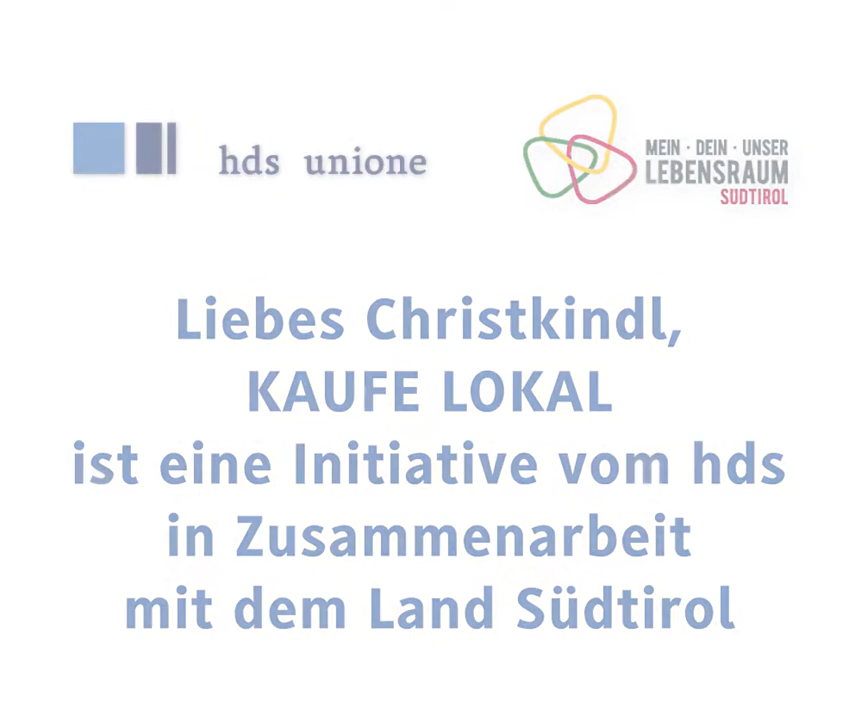 hds unione
MEIN · DEIN · UNSER
LEBENSRAUM
SÜDTIROL
Liebes Christkindl,
KAUFE LOKAL
ist eine Initiative vom hds
in Zusammenarbeit
mit dem Land Südtirol